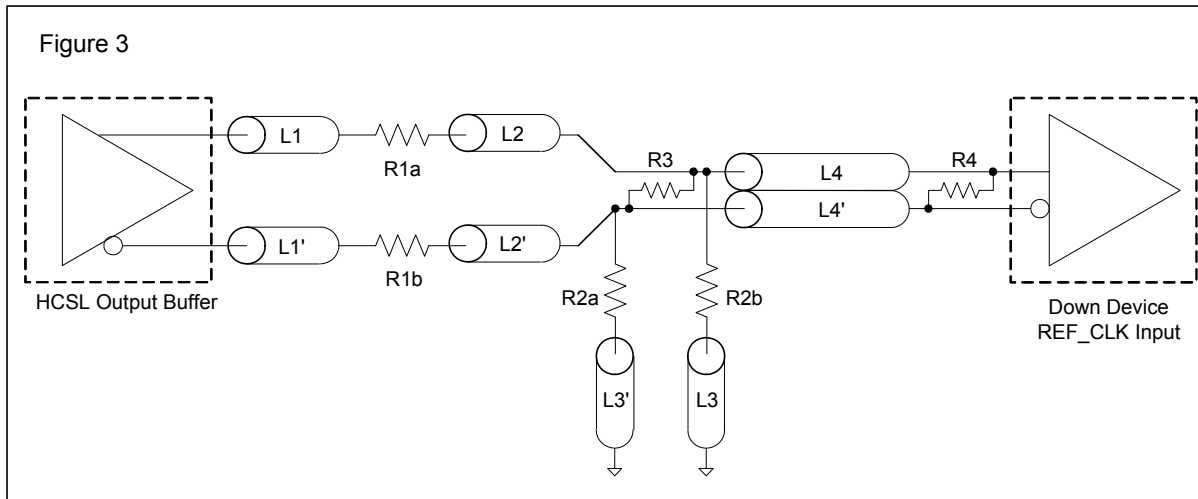 Figure 3
L1
R1a
L2
R3
L4
R4
L4'
L1'
R1b
L2'
HCSL Output Buffer
R2a
R2b
Down Device
REF_CLK Input
L3'
L3